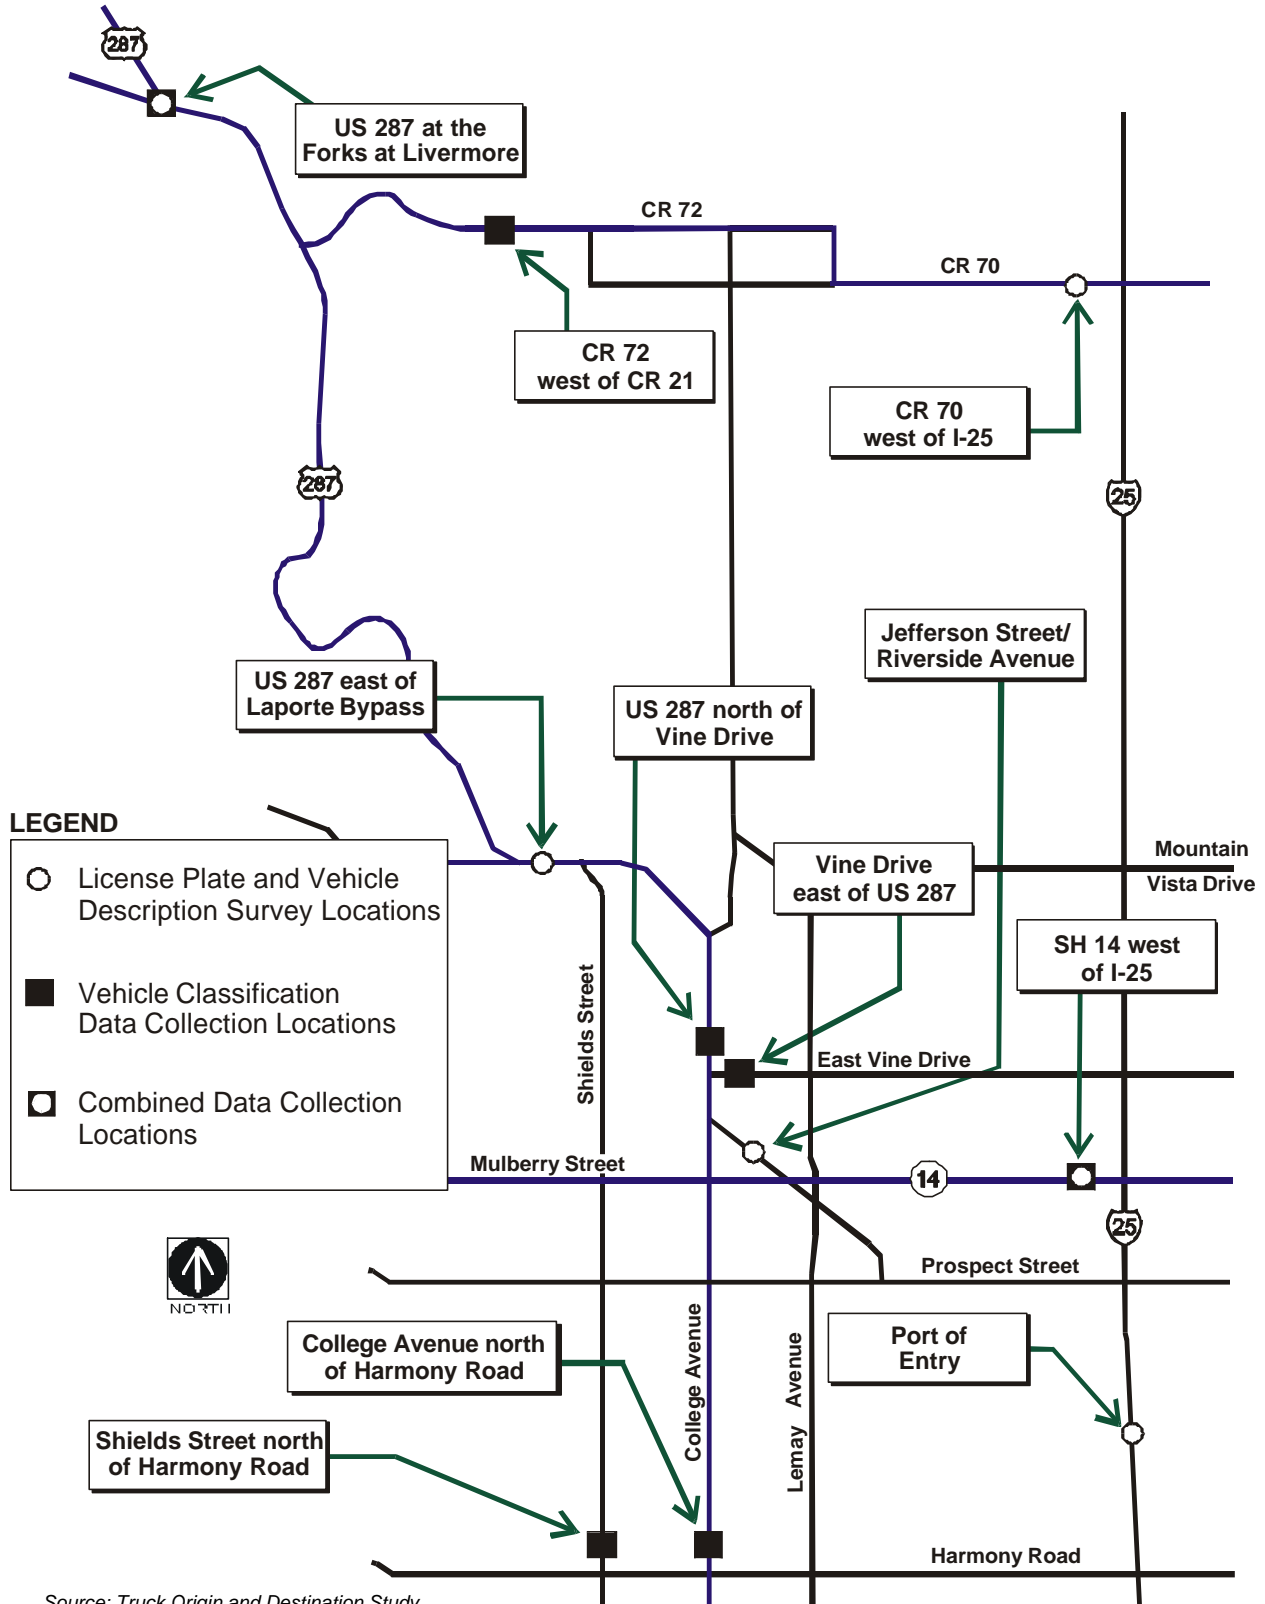 287
US 287 at the
Forks at Livermore
CR 72
CR 70
CR 72
west of CR 21
CR 70
west of I-25
287
25
Jefferson Street/
Riverside Avenue
US 287 east of
Laporte Bypass
US 287 north of
Vine Drive
LEGEND
License Plate and Vehicle
Description Survey Locations
Vehicle Classification
Data Collection Locations
Combined Data Collection
Locations
Vine Drive
east of US 287
Mountain
Vista Drive
SH 14 west
of I-25
Shields Street
East Vine Drive
Mulberry Street
14
25
NORTH
Prospect Street
College Avenue north
of Harmony Road
College Avenue
Lemay Avenue
Port of
Entry
Shields Street north
of Harmony Road
Harmony Road
Source: Truck Origin and Destination Study